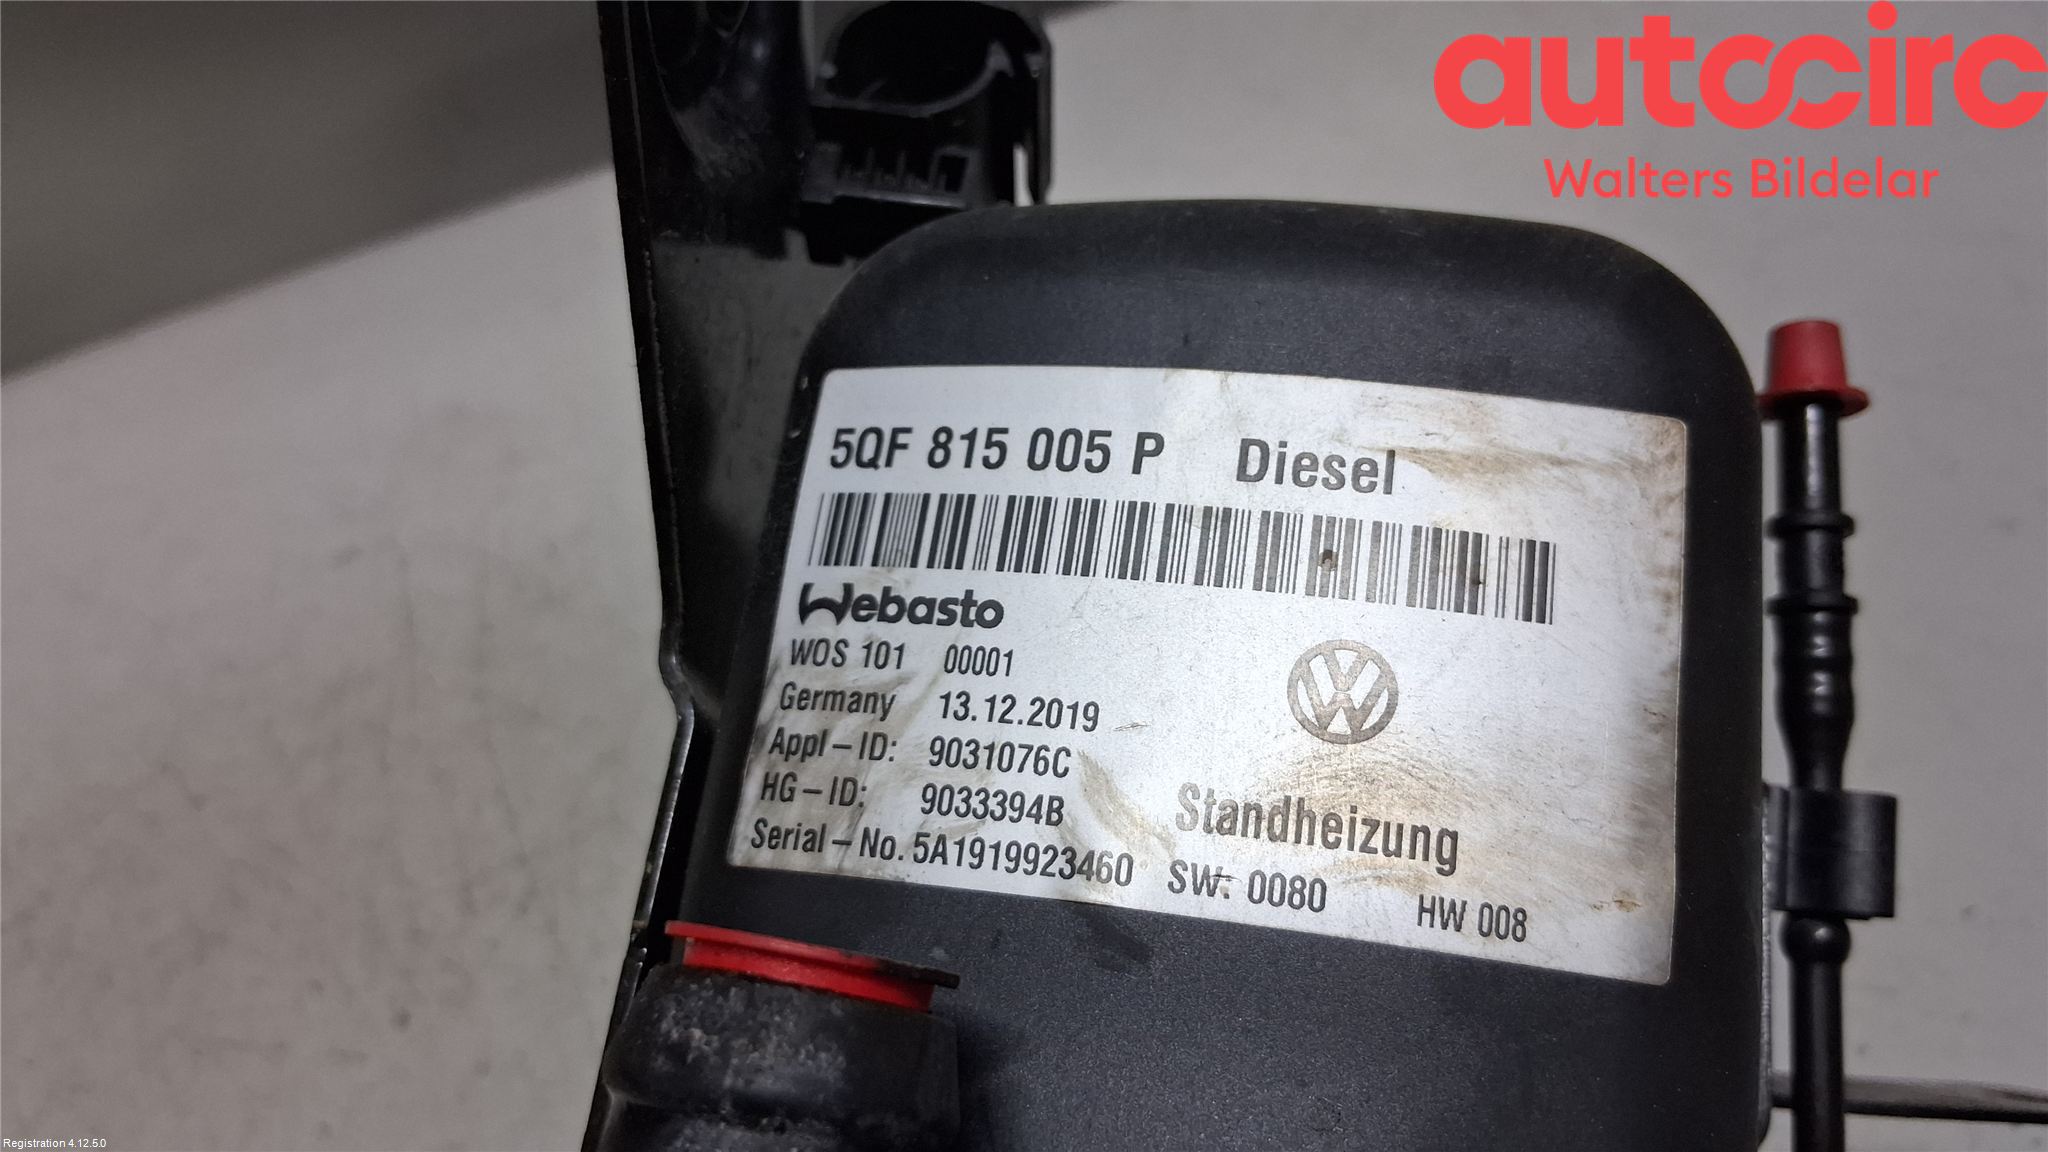 autocirc
Walters Bildelar
5QF 815 005 P Diesel
Webasto
WOS 101 00001
Germany 13.12.2019
Appl-ID: 9031076C
HG-ID: 9033394B
Standheizung
Serial-No. 5A1919923460 SW: 0080 HW 008
Registration 4.12.5.0